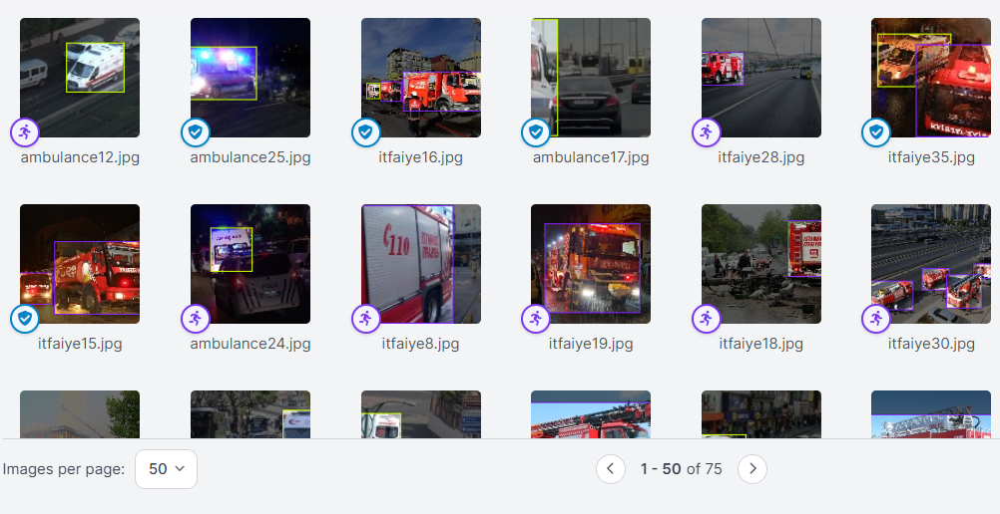 ambulance12.jpg
ambulance25.jpg
itfaiye16.jpg
ambulance17.jpg
itfaiye28.jpg
itfaiye35.jpg
110
itfaiye15.jpg
ambulance24.jpg
itfaiye8.jpg
itfaiye19.jpg
itfaiye18.jpg
itfaiye30.jpg
Images per page:
50
1 - 50 of 75